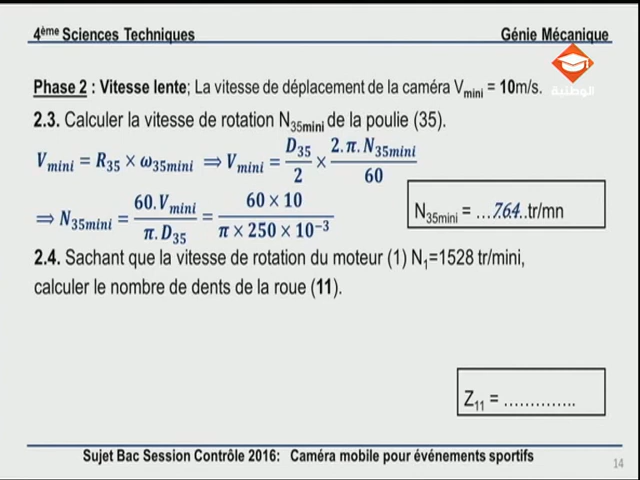 4ème Sciences Techniques Génie Mécanique
الوطنية
Phase 2 : Vitesse lente; La vitesse de déplacement de la caméra Vmini = 10m/s.
2.3. Calculer la vitesse de rotation N35mini de la poulie (35).
Vmini = R35 × ω35mini ⇒ Vmini = D35/2 × 2.π.N35mini/60
⇒ N35mini = 60.Vmini/π.D35 = 60 × 10/π × 250 × 10⁻³
N35mini = ...764..tr/mn
2.4. Sachant que la vitesse de rotation du moteur (1) N1=1528 tr/mini,
calculer le nombre de dents de la roue (11).
Z11 = ..............
Sujet Bac Session Contrôle 2016: Caméra mobile pour événements sportifs
14